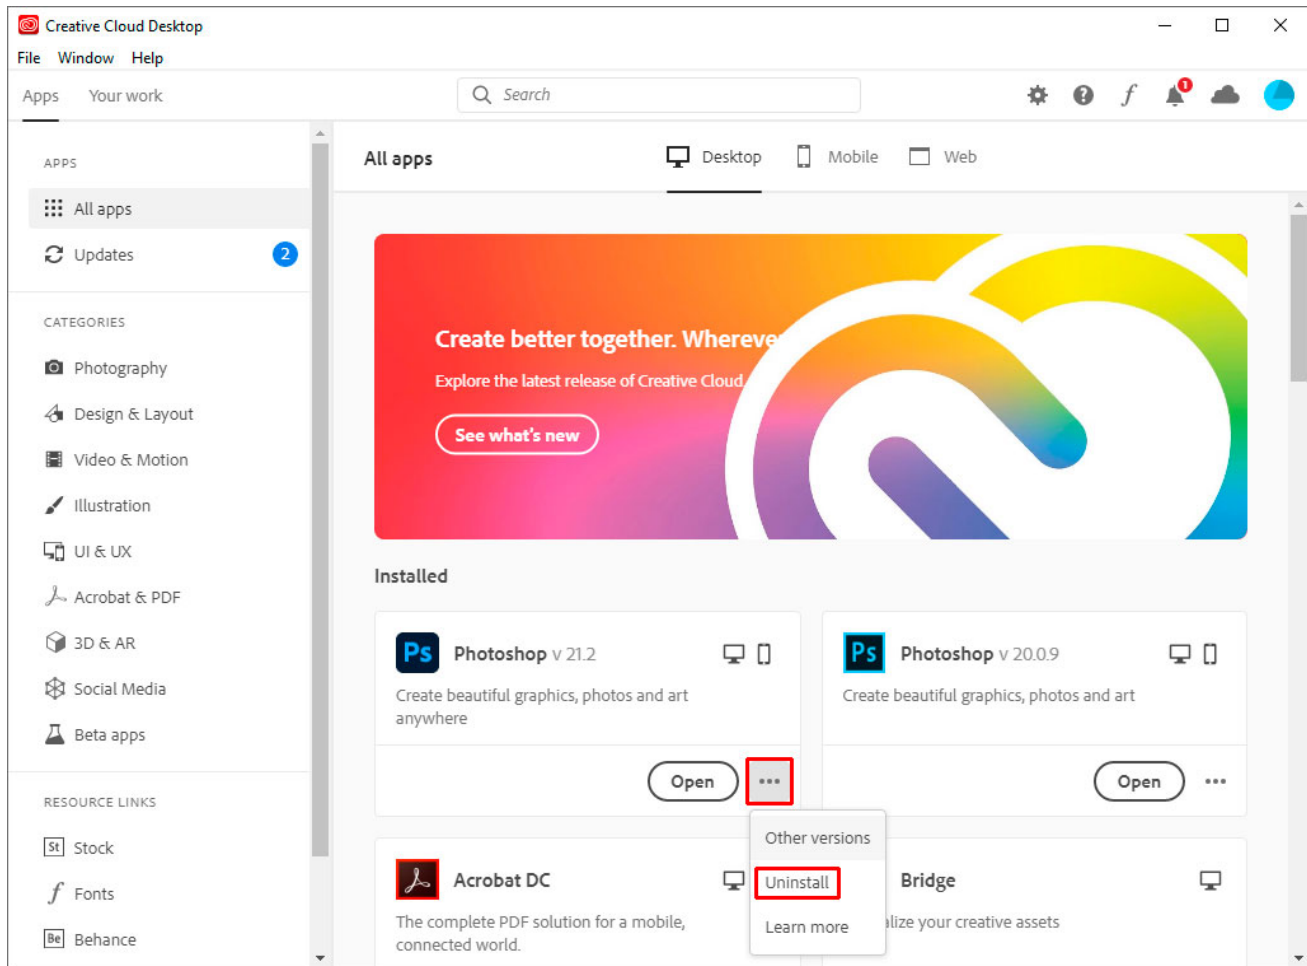 Creative Cloud Desktop
File Window Help
Apps Your work
Search
1
APPS
All apps
Updates
2
CATEGORIES
Photography
Design & Layout
Video & Motion
Illustration
UI & UX
Acrobat & PDF
3D & AR
Social Media
Beta apps
RESOURCE LINKS
St Stock
Fonts
Be Behance
All apps
Desktop
Mobile
Web
Create better together. Whereve
Explore the latest release of Creative Cloud
See what's new
Installed
Ps Photoshop v 21.2
Create beautiful graphics, photos and art
anywhere
Open
Ps Photoshop v 20.0.9
Create beautiful graphics, photos and art
Open
Other versions
Uninstall
Learn more
Acrobat DC
The complete PDF solution for a mobile,
connected world.
Bridge
alize your creative assets